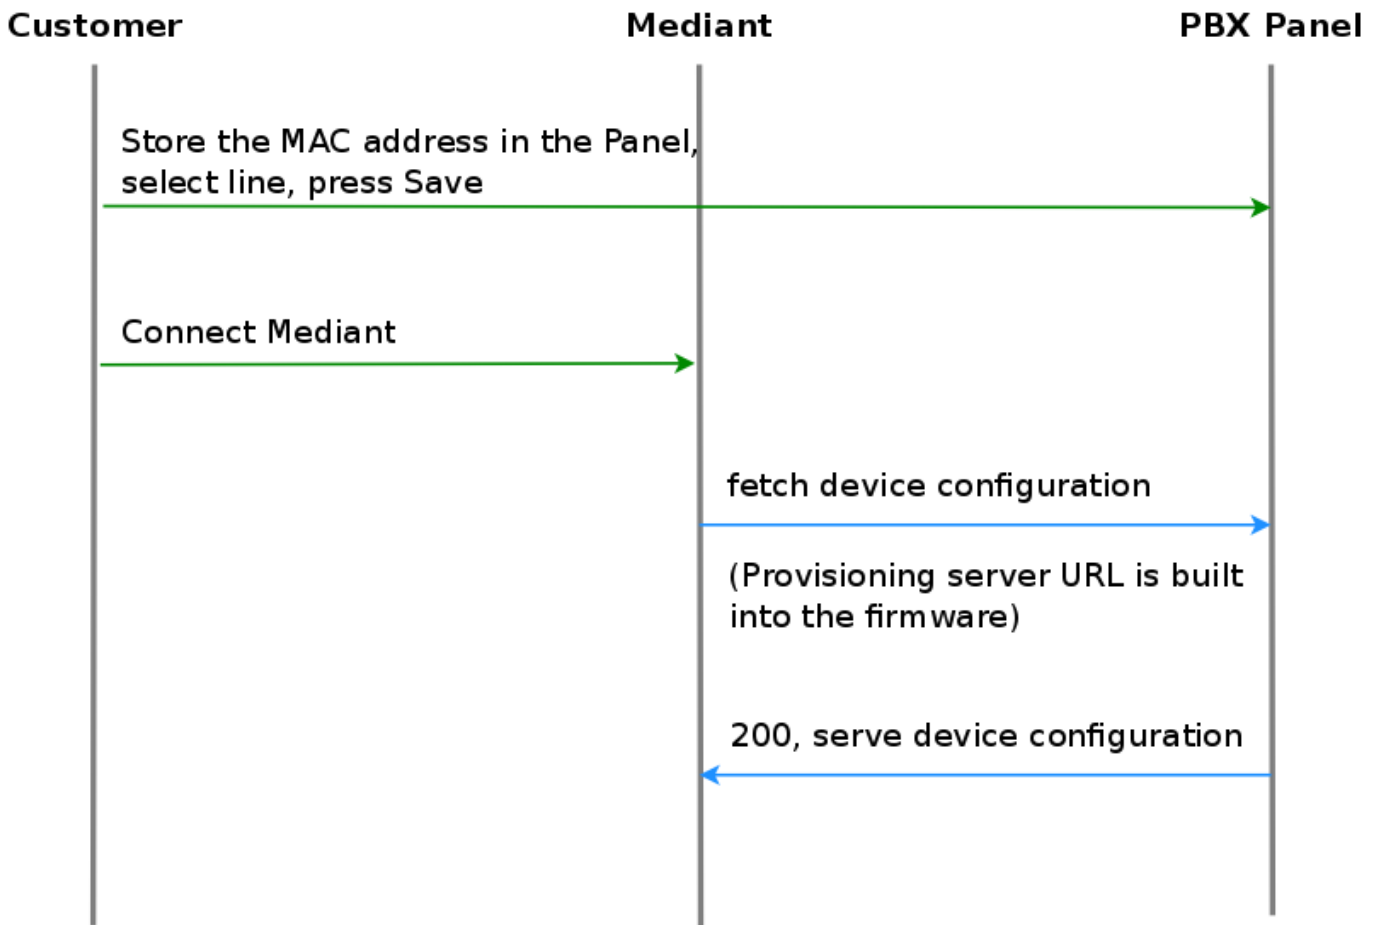 Customer Mediant PBX Panel
Store the MAC address in the Panel,
select line, press Save
Connect Mediant
fetch device configuration
(Provisioning server URL is built
into the firmware)
200, serve device configuration